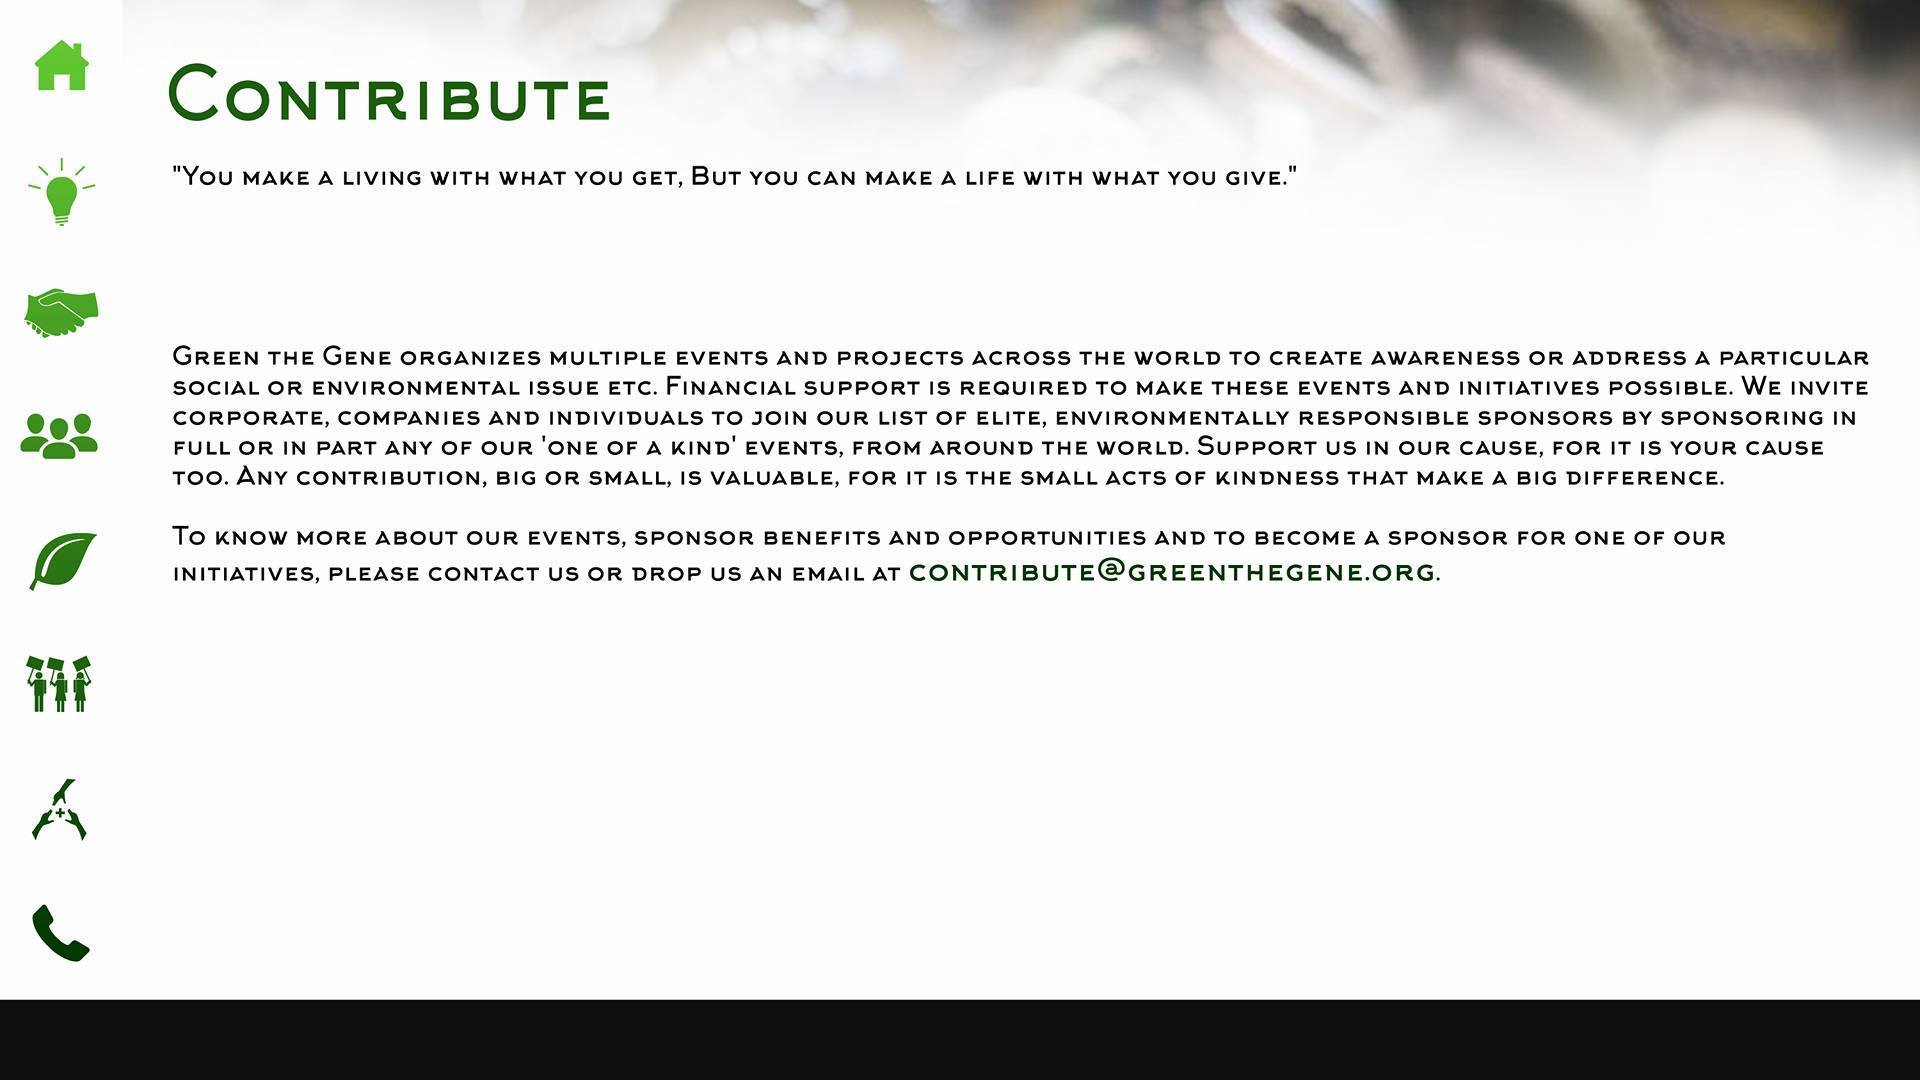 Contribute
"You make a living with what you get, But you can make a life with what you give."
Green the Gene organizes multiple events and projects across the world to create awareness or address a particular
social or environmental issue etc. Financial support is required to make these events and initiatives possible. We invite
corporate, companies and individuals to join our list of elite, environmentally responsible sponsors by sponsoring in
full or in part any of our 'one of a kind' events, from around the world. Support us in our cause, for it is your cause
too. Any contribution, big or small, is valuable, for it is the small acts of kindness that make a big difference.
To know more about our events, sponsor benefits and opportunities and to become a sponsor for one of our
initiatives, please contact us or drop us an email at contribute@greenthegene.org.